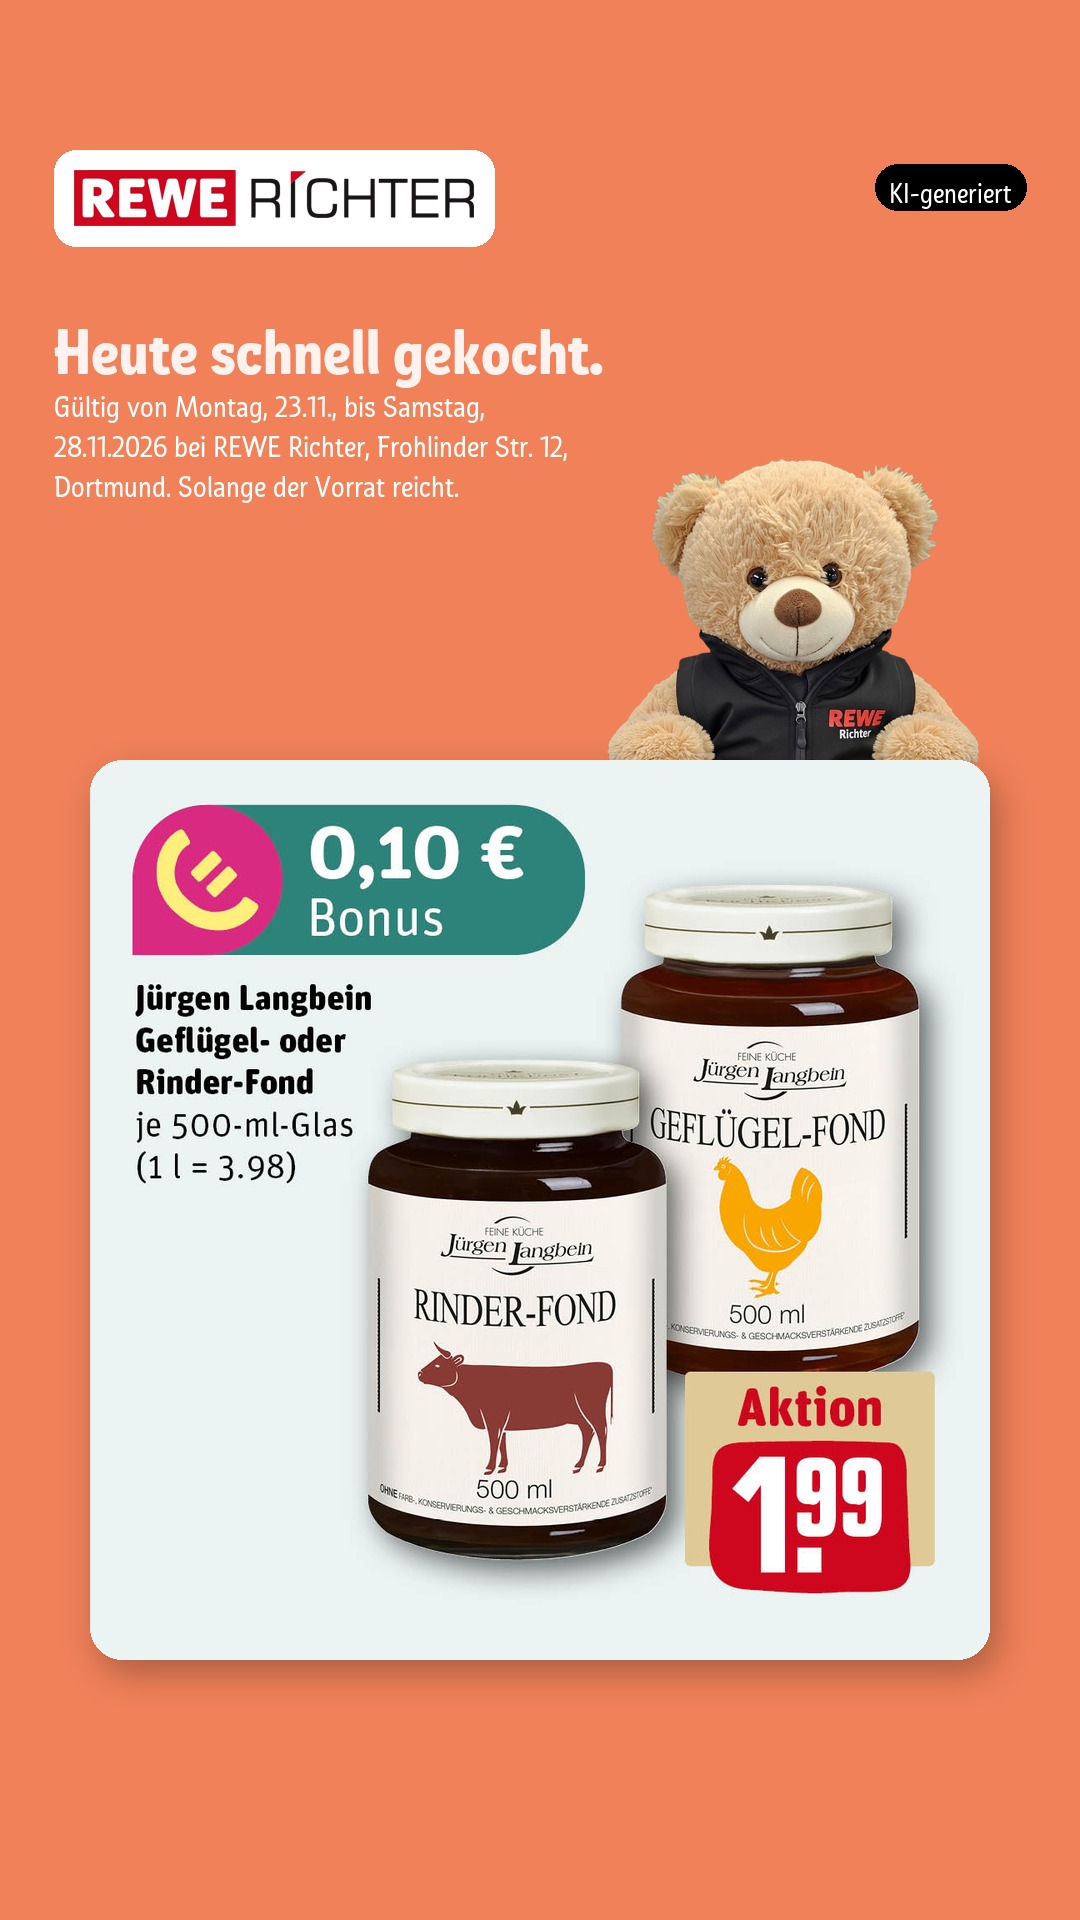 REWE RICHTER
KI-generiert
Heute schnell gekocht.
Gültig von Montag, 23.11., bis Samstag,
28.11.2026 bei REWE Richter, Frohlinder Str. 12,
Dortmund. Solange der Vorrat reicht.
REWE
Richter
0,10 €
Bonus
Jürgen Langbein
Geflügel- oder
Rinder-Fond
je 500-ml-Glas
(1 l = 3.98)
FEINE KÜCHE
Jürgen Langbein
GEFLÜGEL-FOND
500 ml
KONSERVIERUNGS- & GESCHMACKSVERSTÄRKENDE ZUSATZSTOFFE*
FEINE KÜCHE
Jürgen Langbein
RINDER-FOND
500 ml
OHNE FARB-, KONSERVIERUNGS- & GESCHMACKSVERSTÄRKENDE ZUSATZSTOFFE*
Aktion
1.99